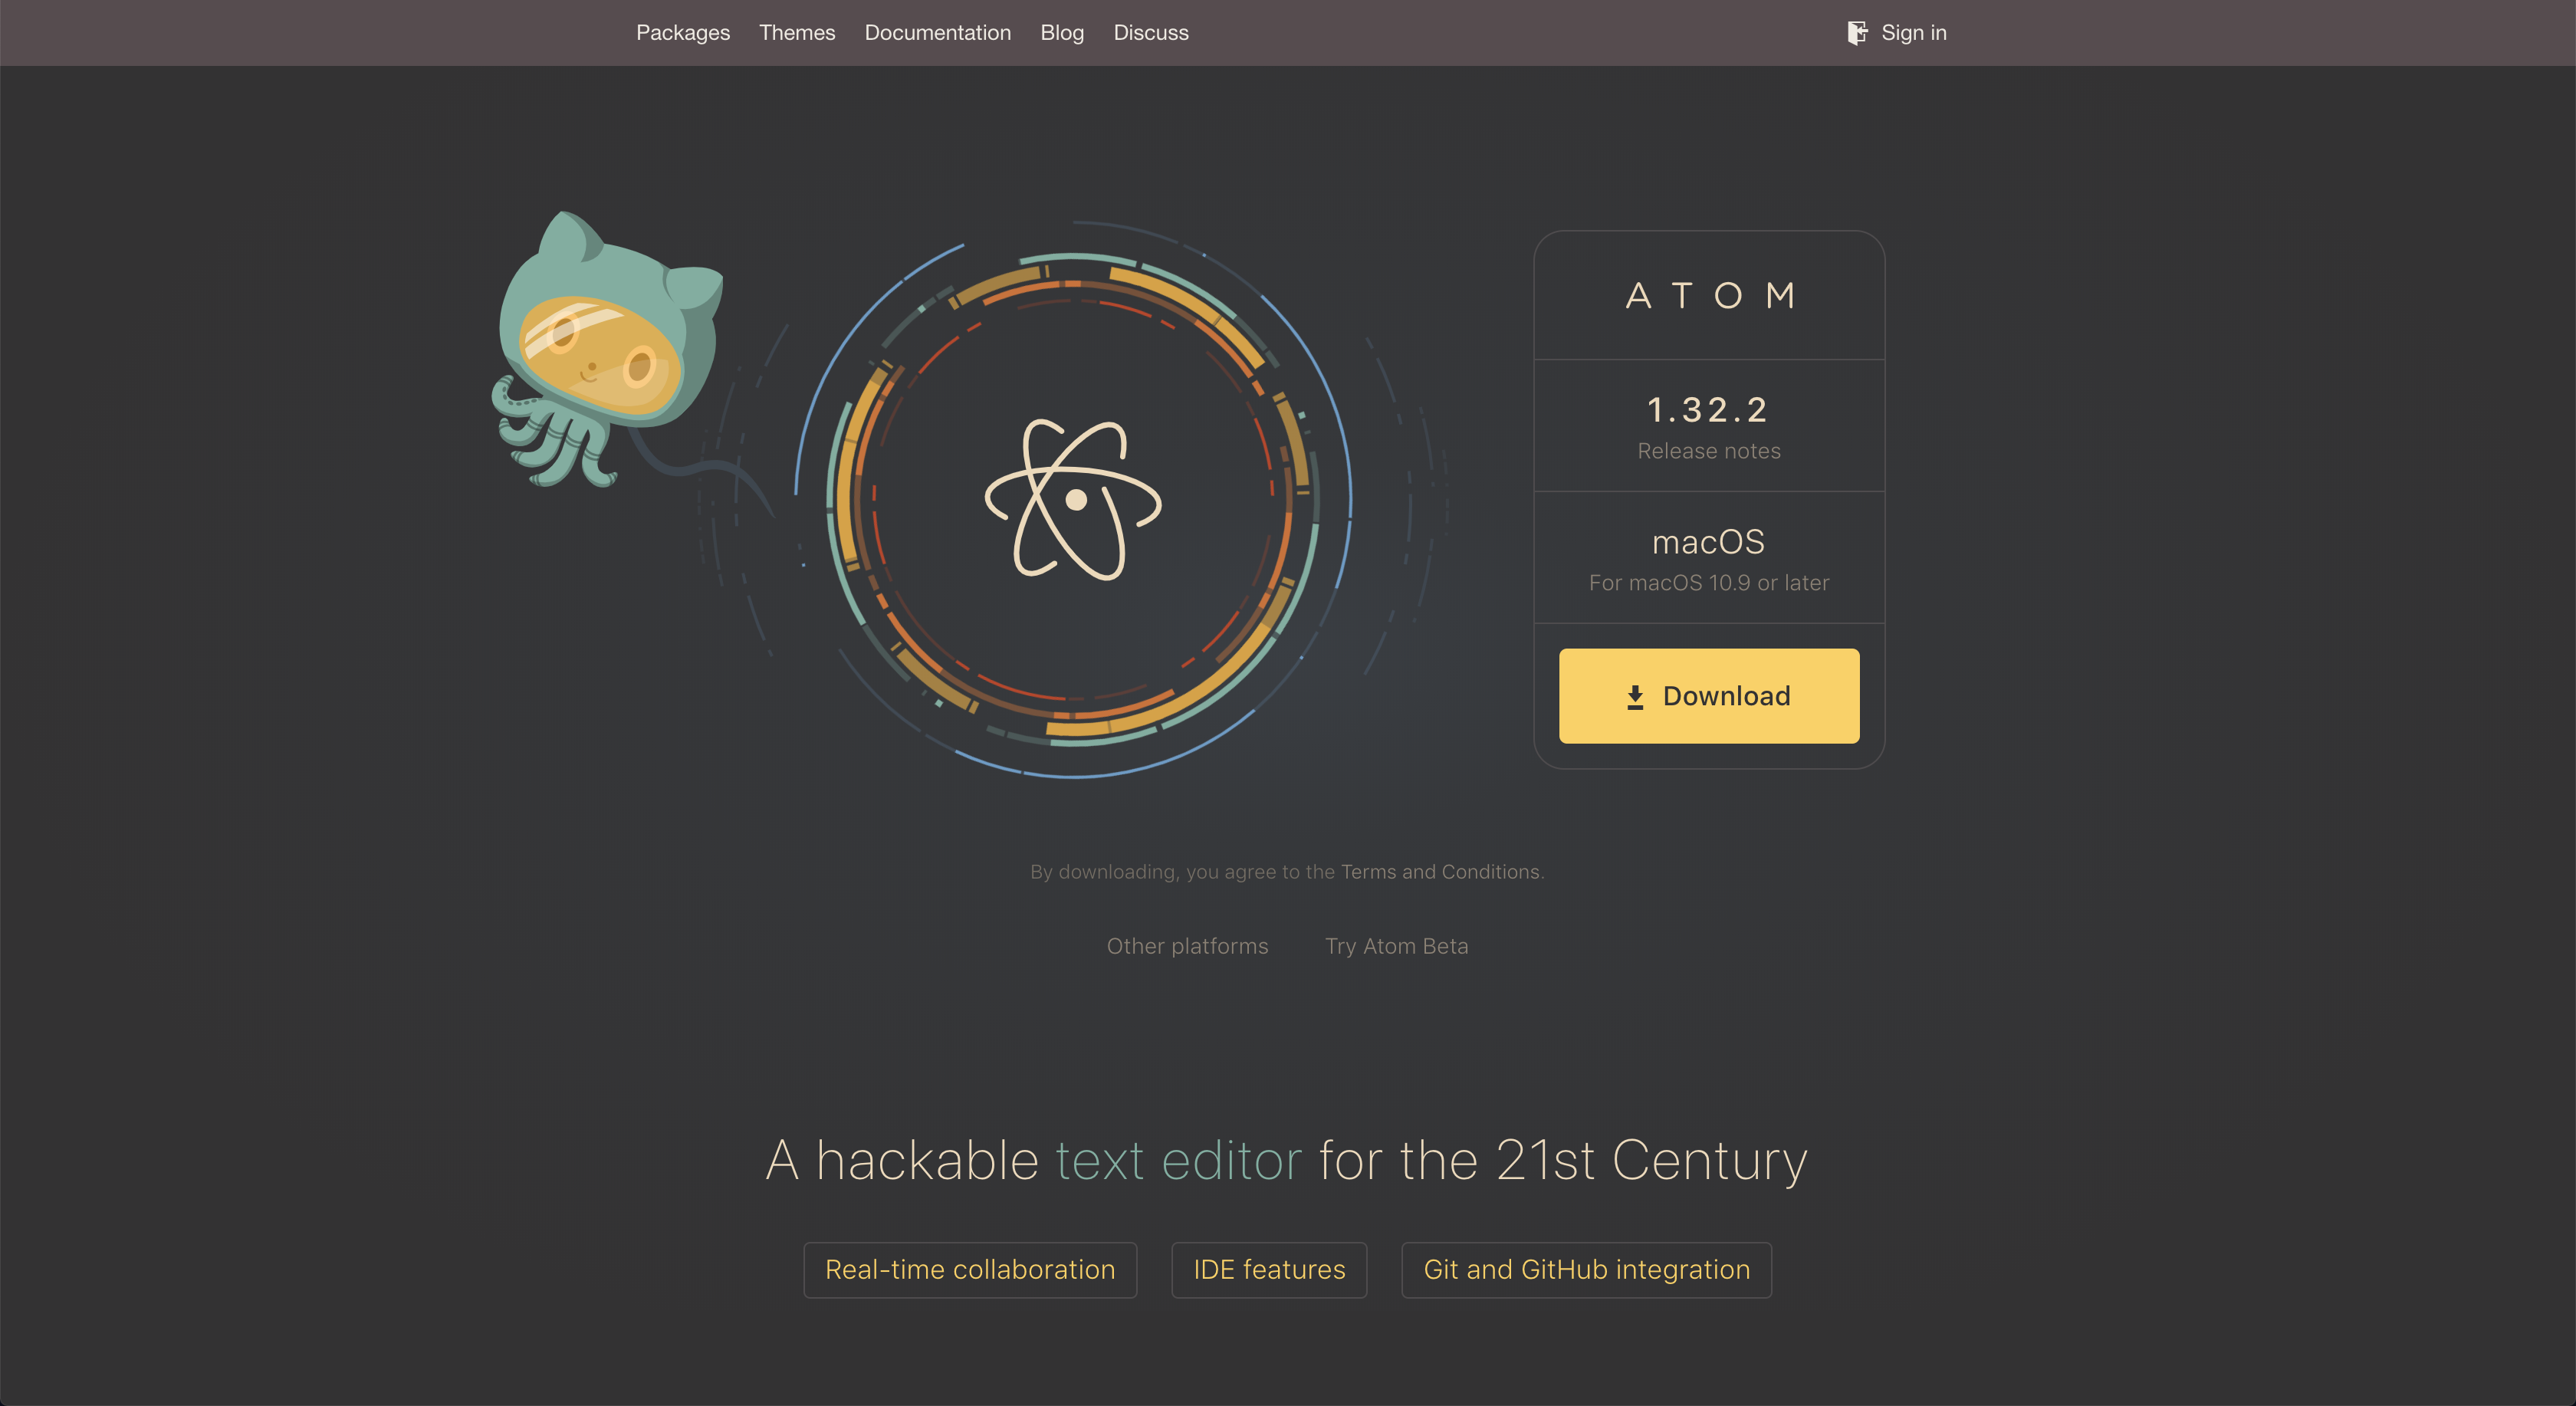 Packages Themes Documentation Blog Discuss Sign in
ATOM
1.32.2
Release notes
macOS
For macOS 10.9 or later
Download
By downloading, you agree to the Terms and Conditions.
Other platforms Try Atom Beta
A hackable text editor for the 21st Century
Real-time collaboration IDE features Git and GitHub integration